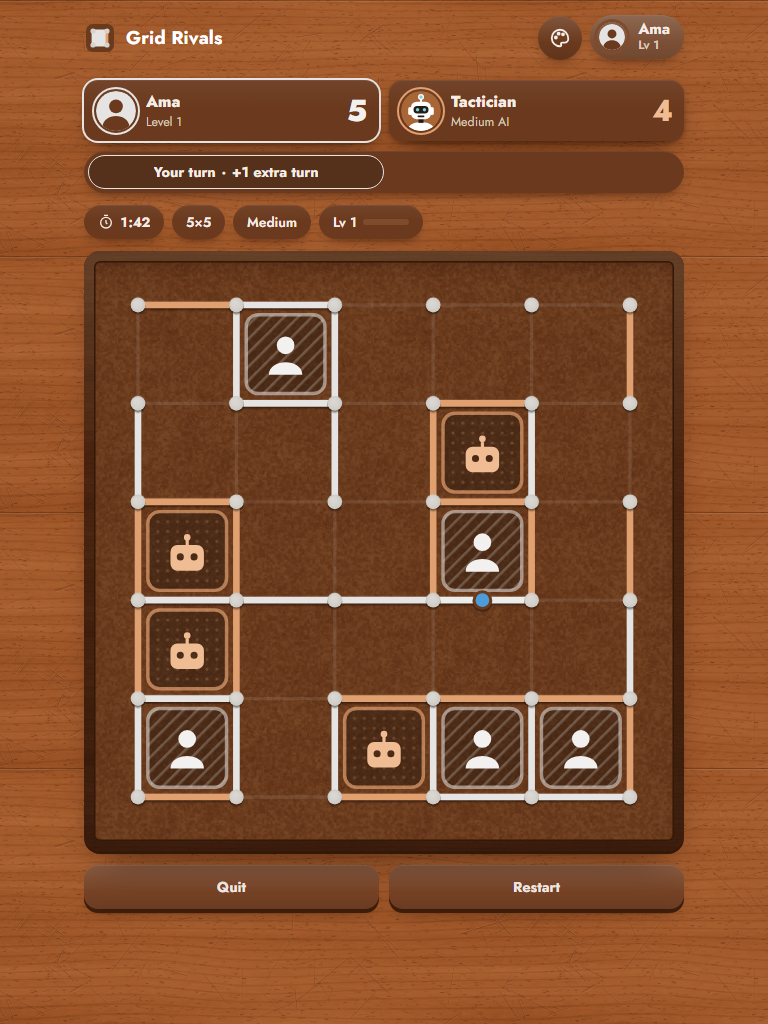 Grid Rivals
Ama
Lv 1
Ama
Level 1
5
Tactician
Medium AI
4
Your turn · +1 extra turn
1:42
5×5
Medium
Lv 1
Quit
Restart